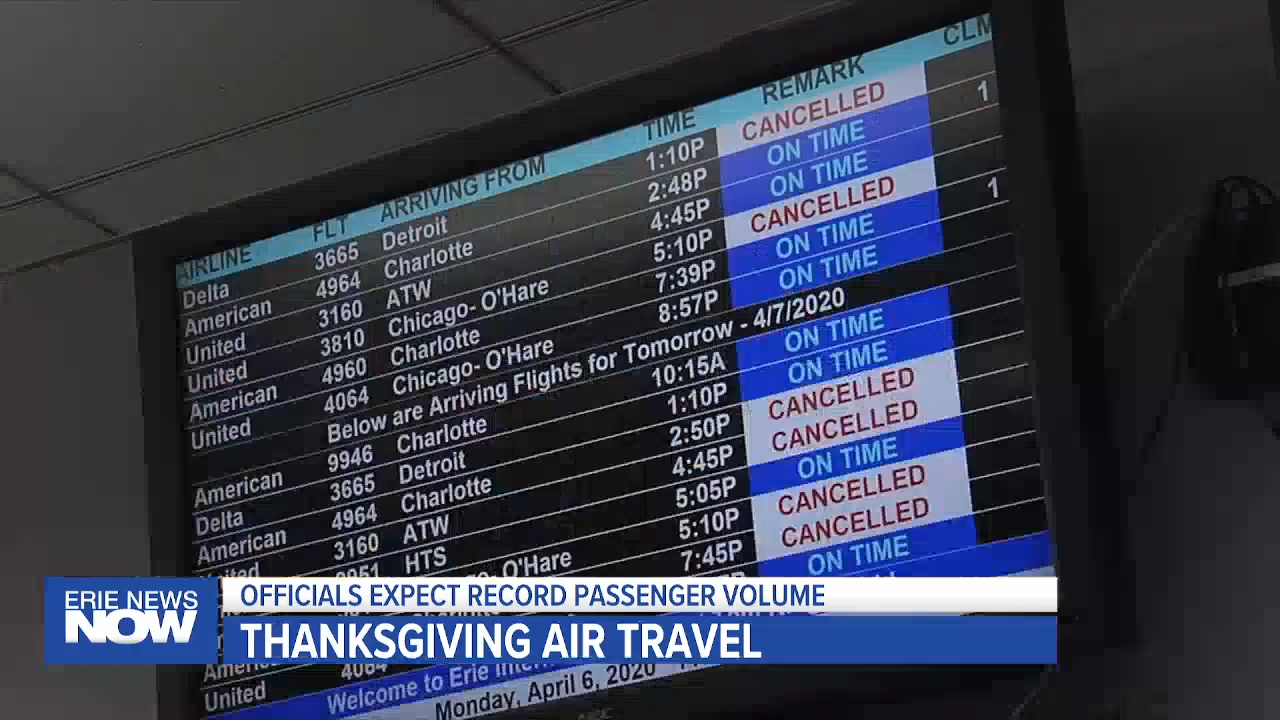 AIRLINE FLT ARRIVING FROM TIME REMARK CLM
Delta 3665 Detroit 1:10P CANCELLED
American 4964 Charlotte 2:48P ON TIME 1
United 3160 ATW 4:45P ON TIME
United 3810 Chicago- O'Hare 5:10P CANCELLED
American 4960 Charlotte 7:39P ON TIME 1
United 4064 Chicago- O'Hare 8:57P ON TIME
Below are Arriving Flights for Tomorrow - 4/7/2020
American 9946 Charlotte 10:15A ON TIME
Delta 3665 Detroit 1:10P ON TIME
American 4964 Charlotte 2:50P CANCELLED
United 3160 ATW 4:45P CANCELLED
HTS 5:05P ON TIME
O'Hare 5:10P CANCELLED
7:45P CANCELLED
United 4064 ON TIME
Welcome to Erie
Monday, April 6, 2020
ERIE NEWS
NOW
OFFICIALS EXPECT RECORD PASSENGER VOLUME
THANKSGIVING AIR TRAVEL